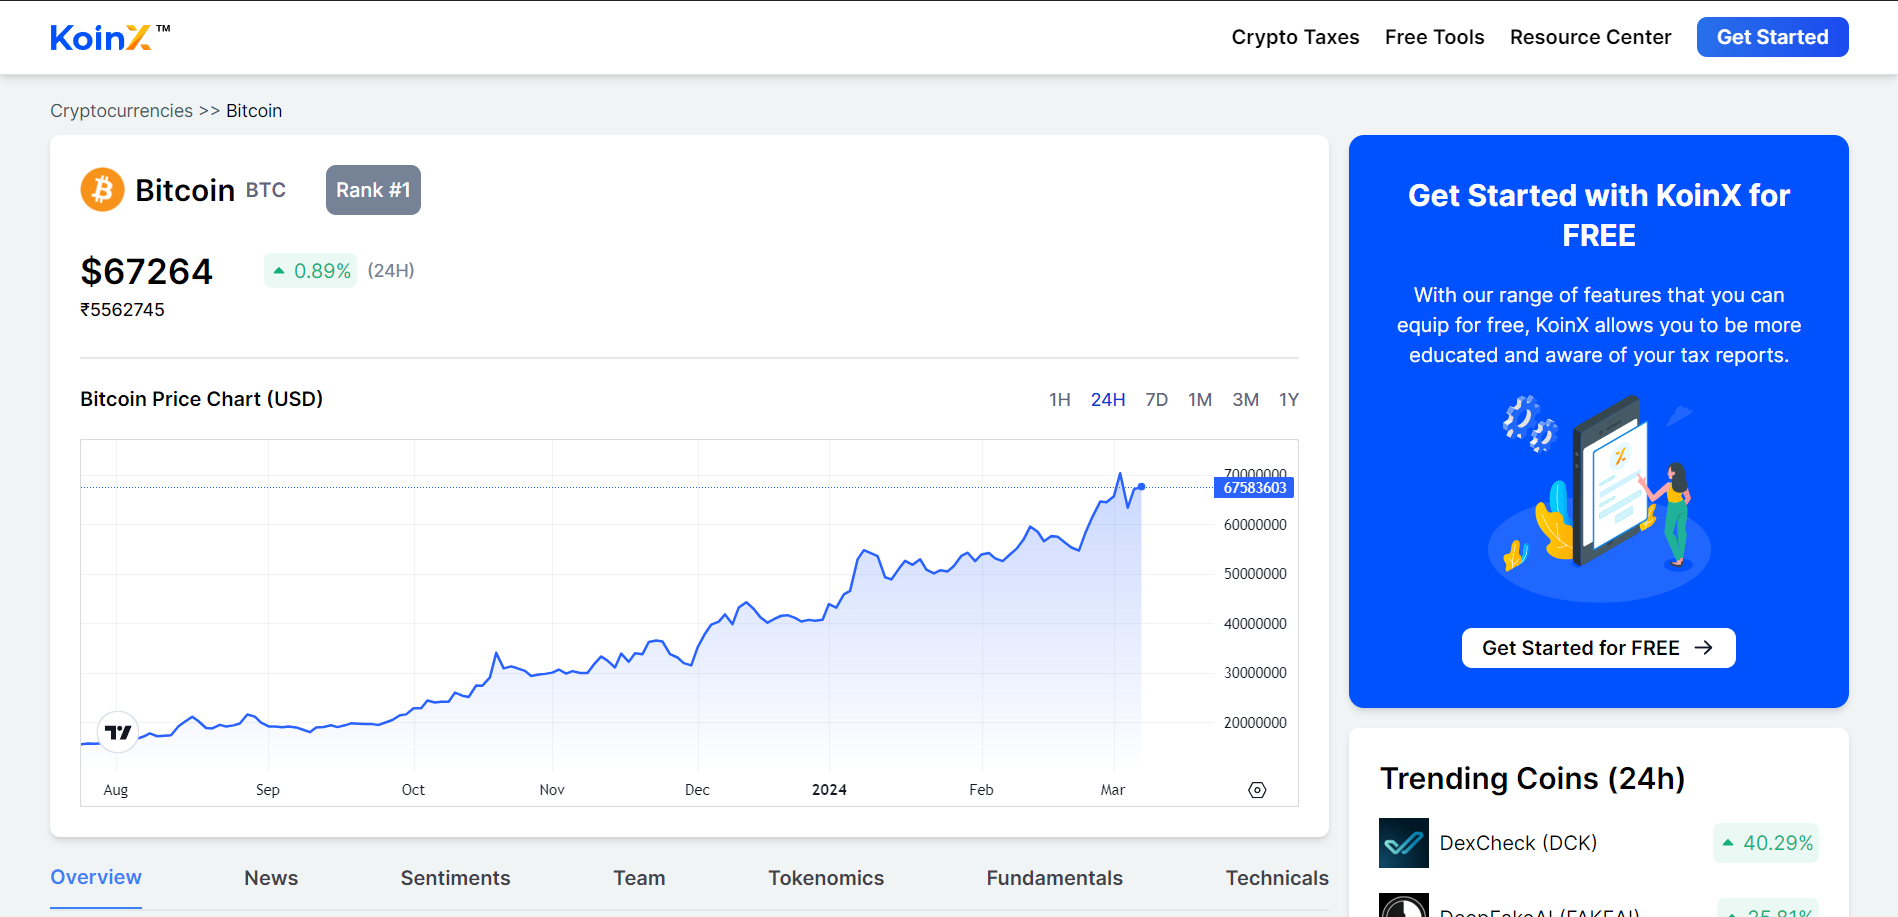 KoinX™
Crypto Taxes
Free Tools
Resource Center
Get Started
Cryptocurrencies >> Bitcoin
Bitcoin BTC
Rank #1
$67264
0.89% (24H)
₹5562745
Bitcoin Price Chart (USD)
1H 24H 7D 1M 3M 1Y
70000000
67583603
60000000
50000000
40000000
30000000
20000000
Aug Sep Oct Nov Dec 2024 Feb Mar
Overview News Sentiments Team Tokenomics Fundamentals Technicals
Get Started with KoinX for
FREE
With our range of features that you can
equip for free, KoinX allows you to be more
educated and aware of your tax reports.
Get Started for FREE →
Trending Coins (24h)
DexCheck (DCK) 40.29%
DeepFakeAI (FAKEAI) 25.81%